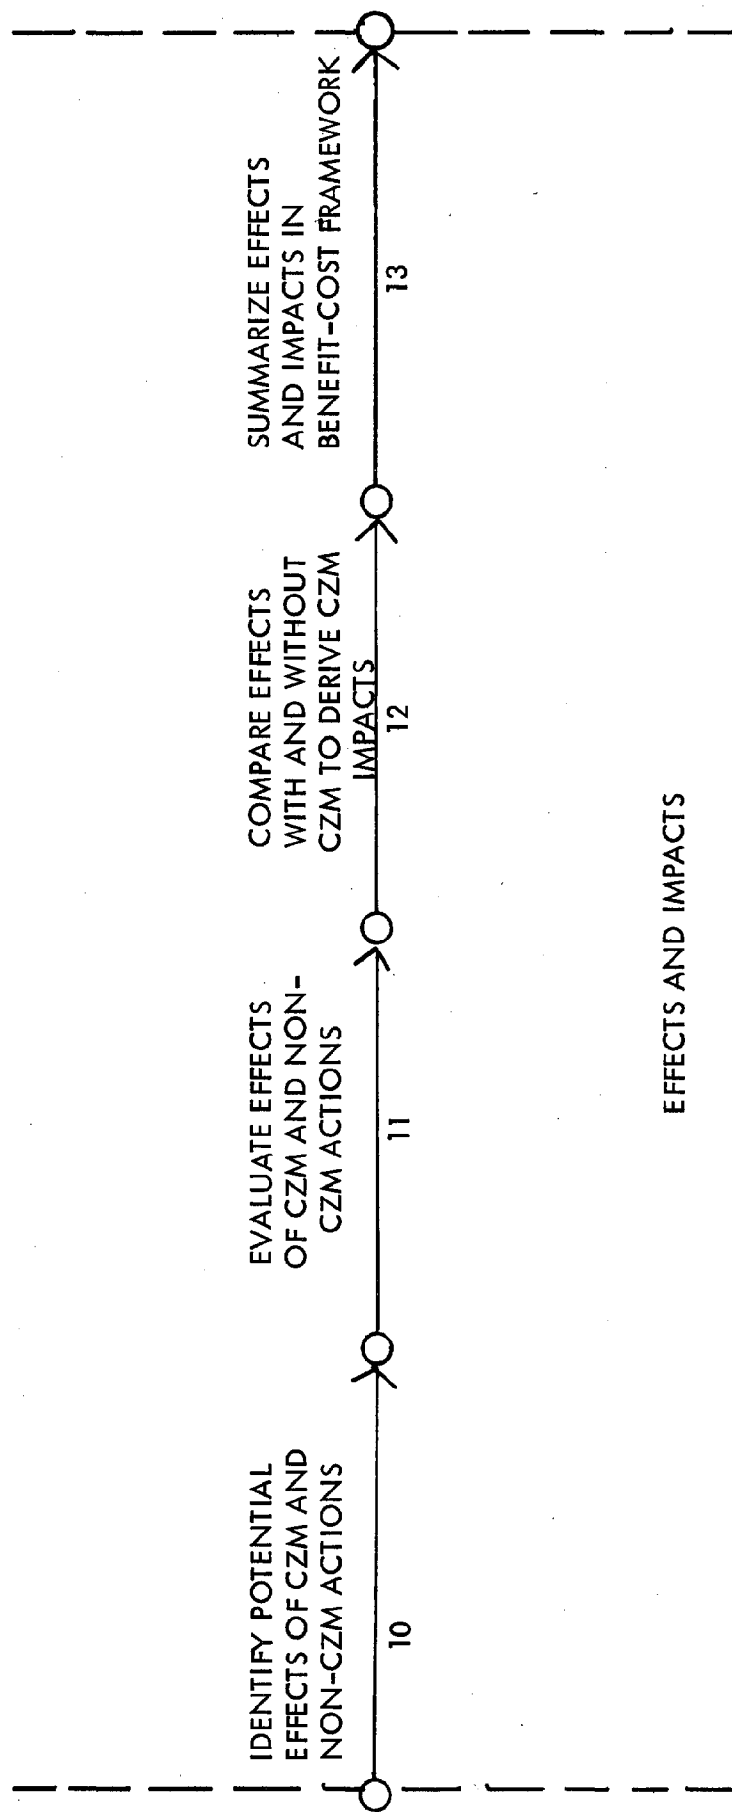 IDENTIFY POTENTIAL
EFFECTS OF CZM AND
NON-CZM ACTIONS
10
EVALUATE EFFECTS
OF CZM AND NON-
CZM ACTIONS
11
COMPARE EFFECTS
WITH AND WITHOUT
CZM TO DERIVE CZM
IMPACTS
12
SUMMARIZE EFFECTS
AND IMPACTS IN
BENEFIT-COST FRAMEWORK
13
EFFECTS AND IMPACTS